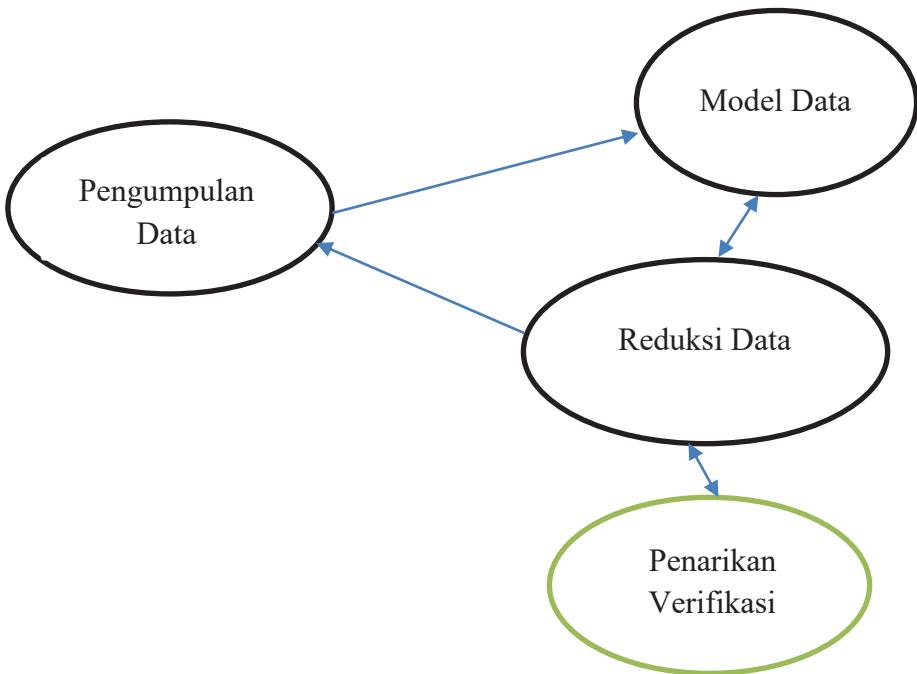 Model Data
Pengumpulan
Data
Reduksi Data
Penarikan
Verifikasi